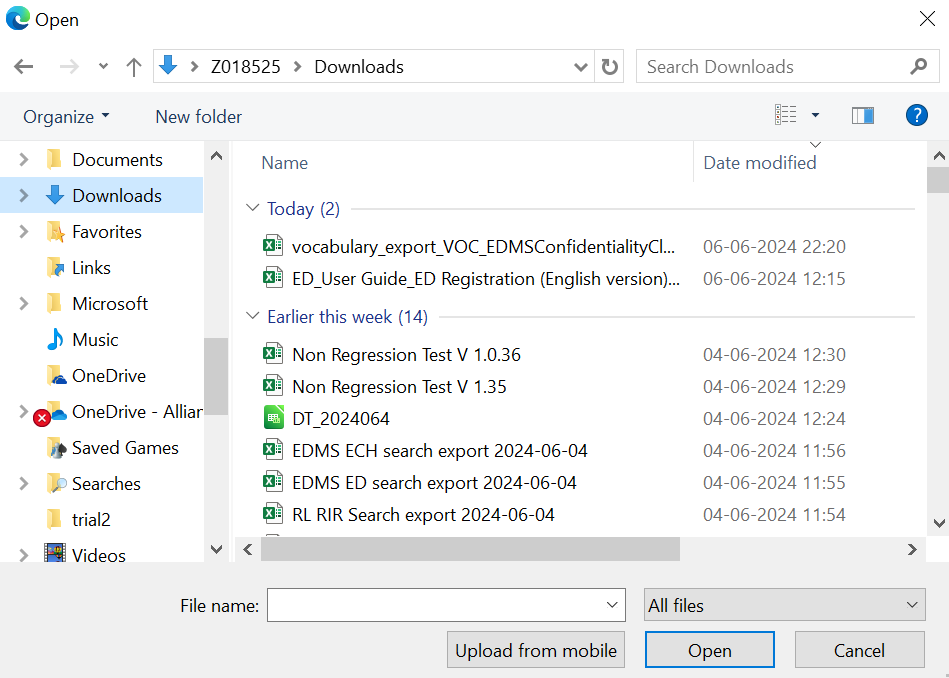 Open
Z018525 Downloads
Search Downloads
Organize New folder
?
Documents
Downloads
Favorites
Links
Microsoft
Music
OneDrive
OneDrive - Allian
Saved Games
Searches
trial2
Videos
Name Date modified
Today (2)
vocabulary_export_VOC_EDMSConfidentialityCl... 06-06-2024 22:20
ED_User Guide_ED Registration (English version)... 06-06-2024 12:15
Earlier this week (14)
Non Regression Test V 1.0.36 04-06-2024 12:30
Non Regression Test V 1.35 04-06-2024 12:29
DT_2024064 04-06-2024 12:24
EDMS ECH search export 2024-06-04 04-06-2024 11:56
EDMS ED search export 2024-06-04 04-06-2024 11:55
RL RIR Search export 2024-06-04 04-06-2024 11:54
File name: All files
Upload from mobile Open Cancel